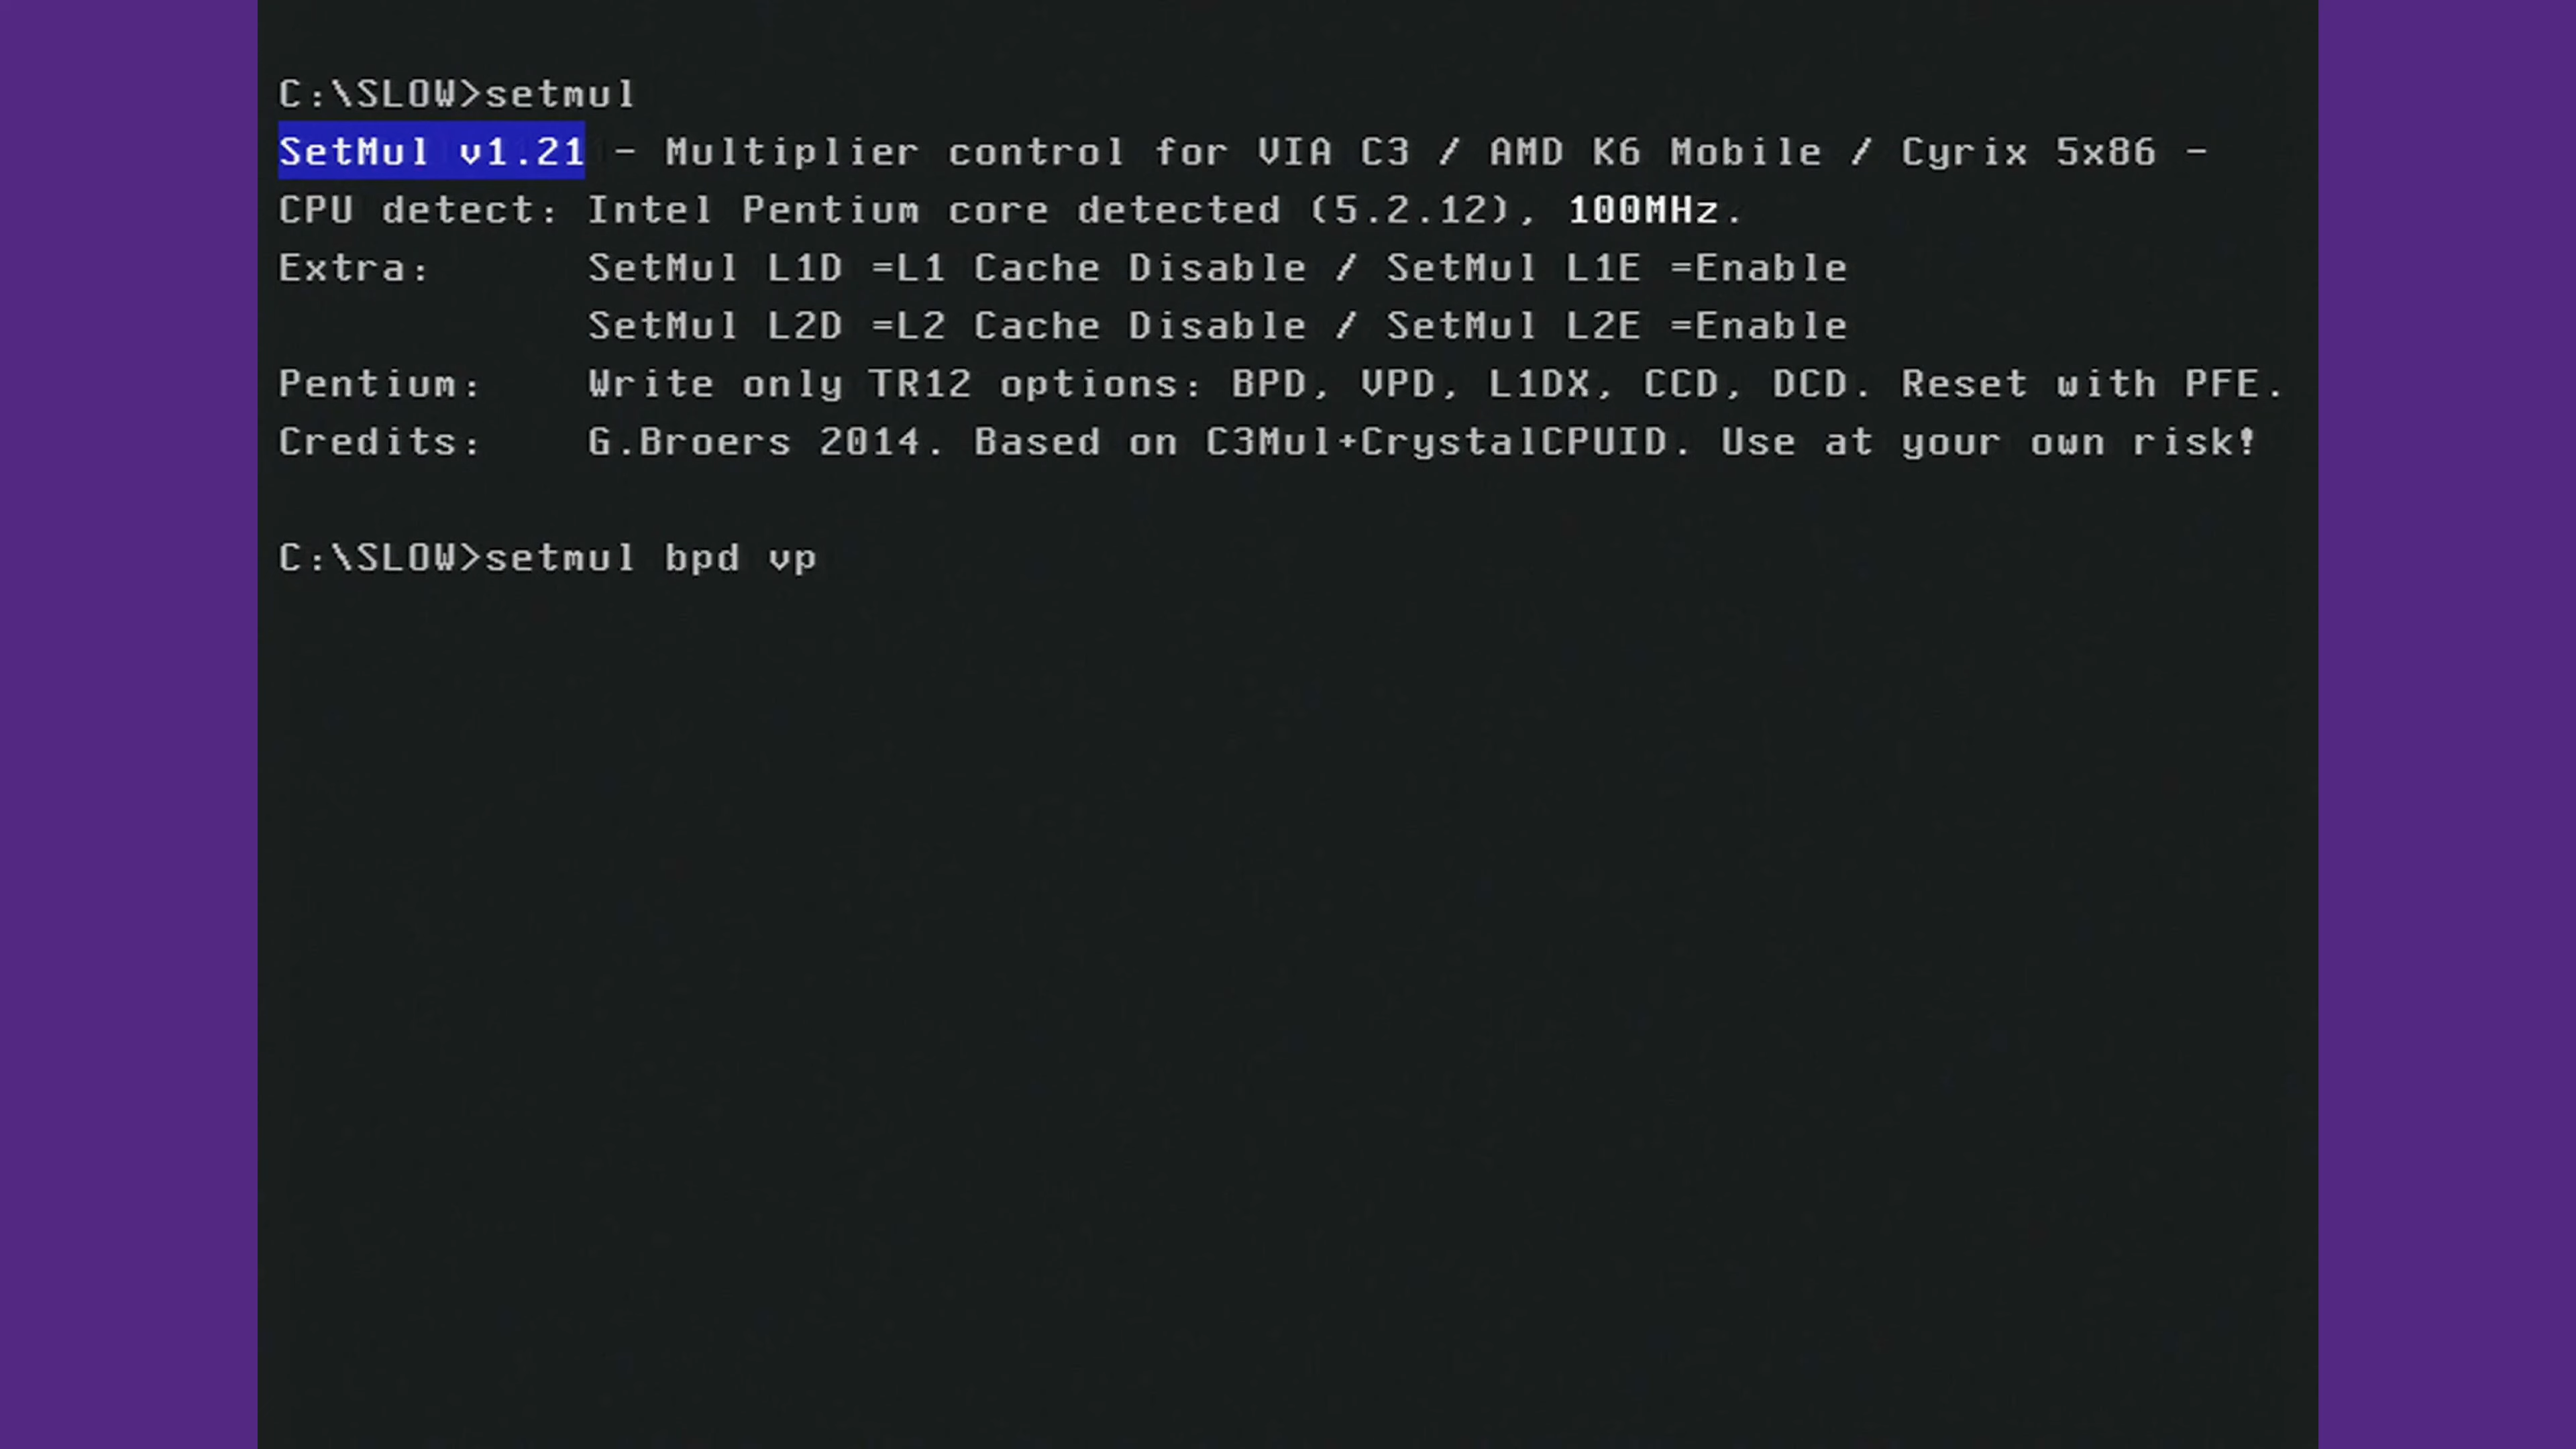 C:\SLOW>setmul
SetMul v1.21 - Multiplier control for VIA C3 / AMD K6 Mobile / Cyrix 5x86 -
CPU detect: Intel Pentium core detected (5.2.12), 100MHz.
Extra: SetMul L1D =L1 Cache Disable / SetMul L1E =Enable
SetMul L2D =L2 Cache Disable / SetMul L2E =Enable
Pentium: Write only TR12 options: BPD, VPD, L1DX, CCD, DCD. Reset with PFE.
Credits: G.Broers 2014. Based on C3Mul+CrystalCPUID. Use at your own risk!
C:\SLOW>setmul bpd vp